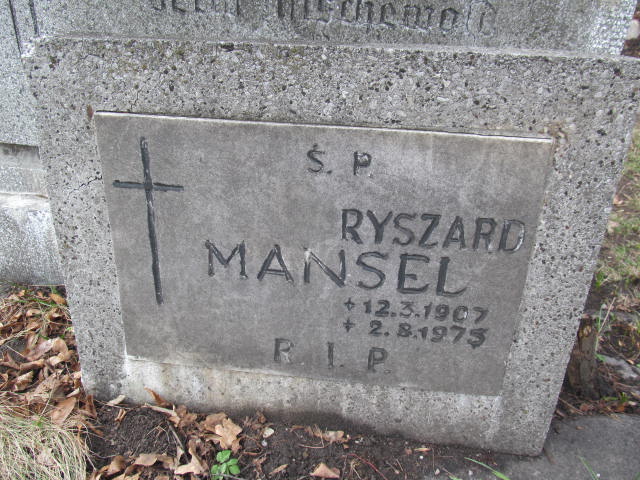 Ś. P.
RYSZARD
MANSEL
+ 12.3.1907
+ 2.8.1975
R. I. P.